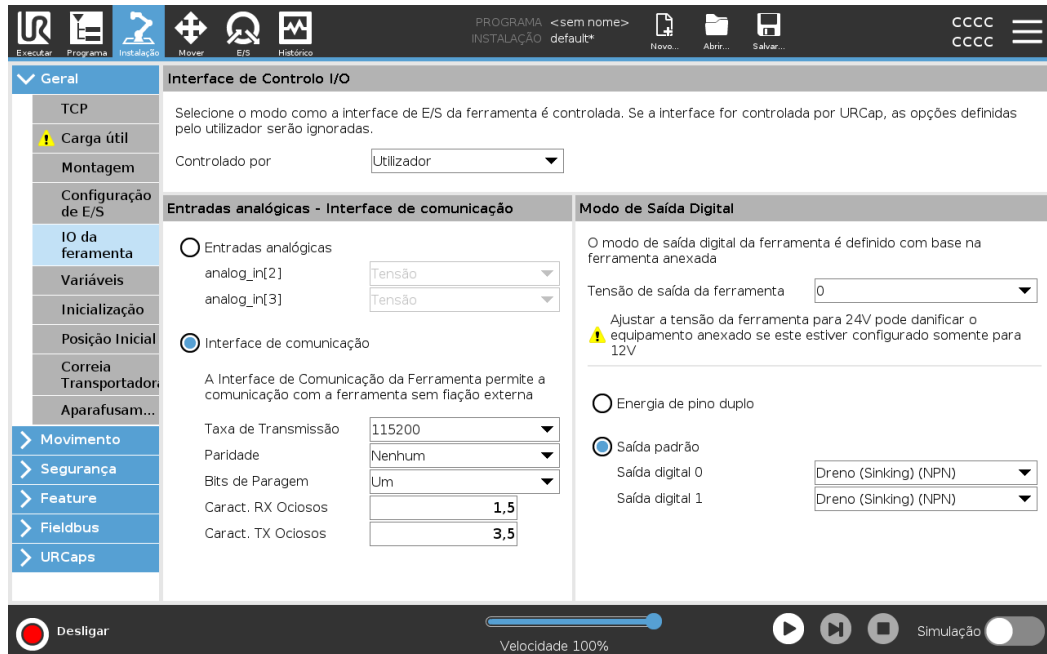 PROGRAMA <sem nome>
INSTALAÇÃO default*
CCCC
CCCC
Executar Programa Instalação Mover E/S Histórico Novo... Abrir... Salvar...
Geral
TCP
Carga útil
Montagem
Configuração
de E/S
IO da
feramenta
Variáveis
Inicialização
Posição Inicial
Correia
Transportadora
Aparafusam...
Movimento
Segurança
Feature
Fieldbus
URCaps
Interface de Controlo I/O
Selecione o modo como a interface de E/S da ferramenta é controlada. Se a interface for controlada por URCap, as opções definidas
pelo utilizador serão ignoradas.
Controlado por Utilizador
Entradas analógicas - Interface de comunicação
Entradas analógicas
analog_in[2] Tensão
analog_in[3] Tensão
Interface de comunicação
A Interface de Comunicação da Ferramenta permite a
comunicação com a ferramenta sem fiação externa
Taxa de Transmissão 115200
Paridade Nenhum
Bits de Paragem Um
Caract. RX Ociosos 1,5
Caract. TX Ociosos 3,5
Modo de Saída Digital
O modo de saída digital da ferramenta é definido com base na
ferramenta anexada
Tensão de saída da ferramenta 0
Ajustar a tensão da ferramenta para 24V pode danificar o
equipamento anexado se este estiver configurado somente para
12V
Energia de pino duplo
Saída padrão
Saída digital 0 Dreno (Sinking) (NPN)
Saída digital 1 Dreno (Sinking) (NPN)
Desligar
Velocidade 100%
Simulação